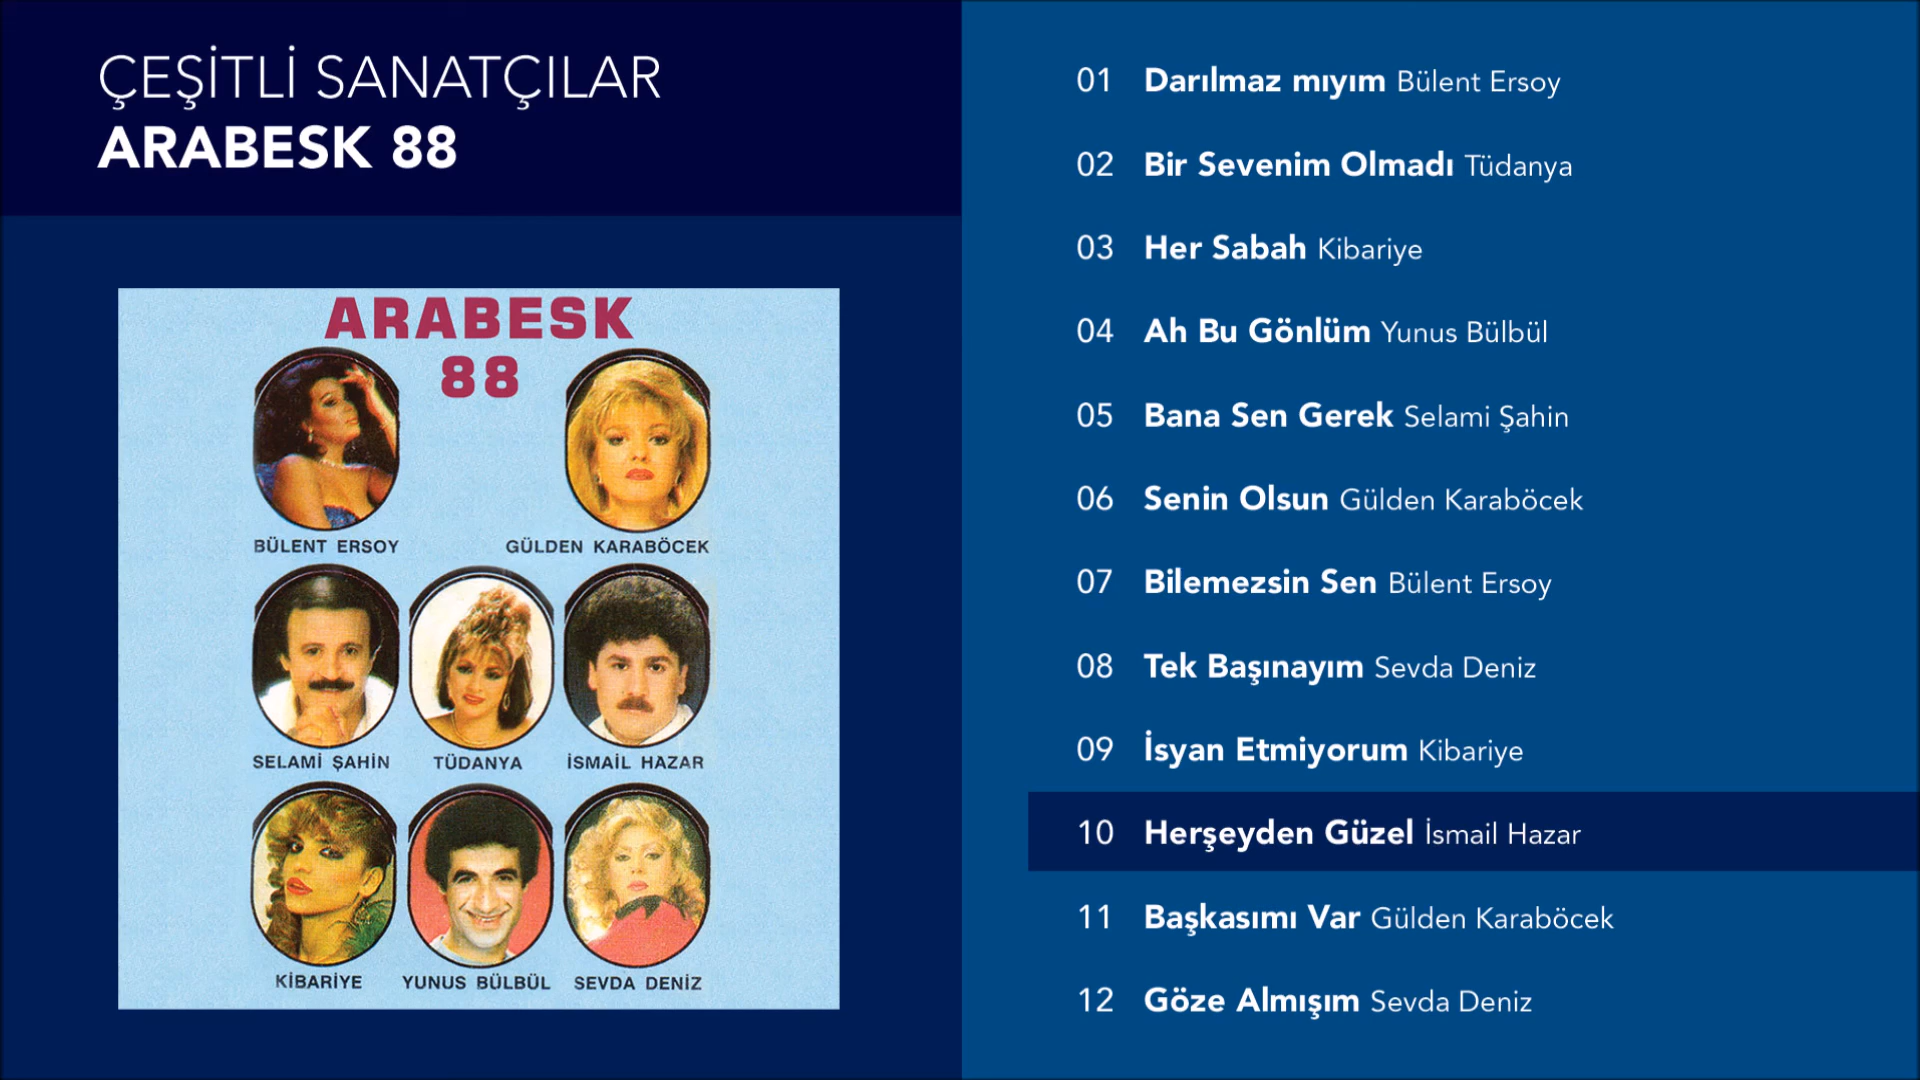 ÇEŞİTLİ SANATÇILAR
ARABESK 88
ARABESK
88
BÜLENT ERSOY
GÜLDEN KARABÖCEK
SELAMİ ŞAHİN
TÜDANYA
İSMAİL HAZAR
KİBARİYE
YUNUS BÜLBÜL
SEVDA DENİZ
01 Darılmaz mıyım Bülent Ersoy
02 Bir Sevenim Olmadı Tüdanya
03 Her Sabah Kibariye
04 Ah Bu Gönlüm Yunus Bülbül
05 Bana Sen Gerek Selami Şahin
06 Senin Olsun Gülden Karaböcek
07 Bilemezsin Sen Bülent Ersoy
08 Tek Başınayım Sevda Deniz
09 İsyan Etmiyorum Kibariye
10 Herşeyden Güzel İsmail Hazar
11 Başkasımı Var Gülden Karaböcek
12 Göze Almışım Sevda Deniz